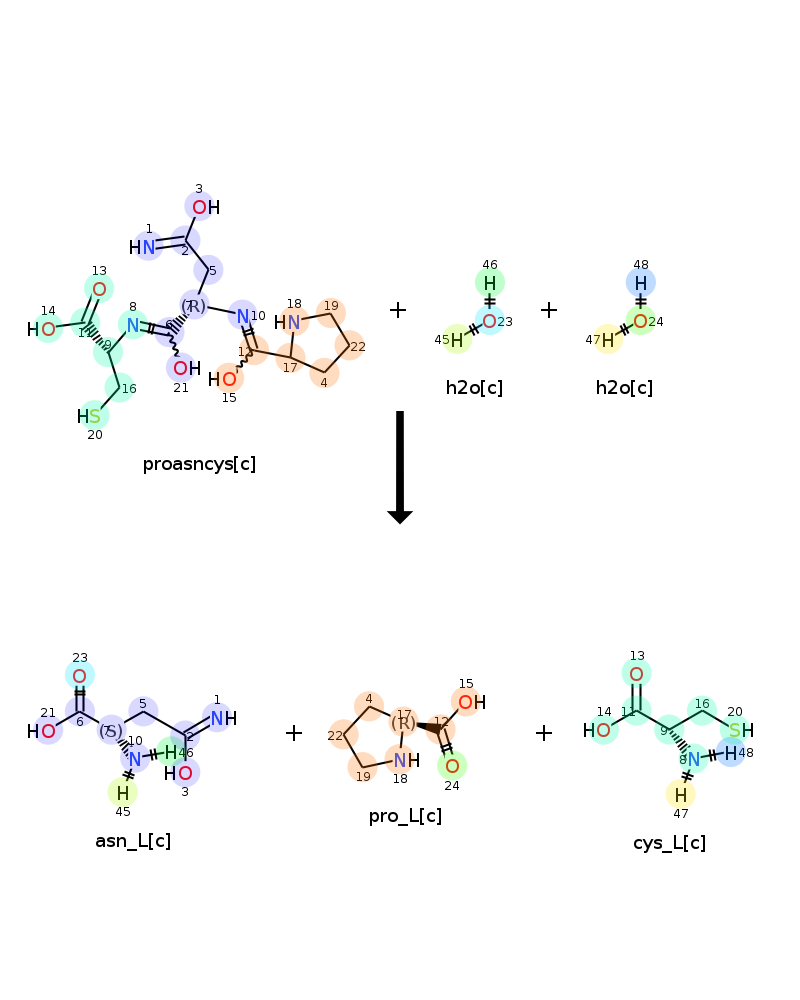 3
OH
1
HN
2
5
13
O
14
HO
11
8
N
9
6
7
(R)
N
10
21
OH
12
HO
15
18
HN
19
22
17
4
16
HS
20
proasncys[c]
+
46
H
45
H
O
23
h2o[c]
+
48
H
47
H
O
24
h2o[c]
23
O
21
HO
6
5
7
(S)
1
NH
2
10
N
H
46
H
45
HO
3
asn_L[c]
+
4
22
19
17
(R)
NH
18
12
15
OH
O
24
pro_L[c]
+
13
O
14
HO
11
9
16
20
SH
8
N
H
48
H
47
cys_L[c]